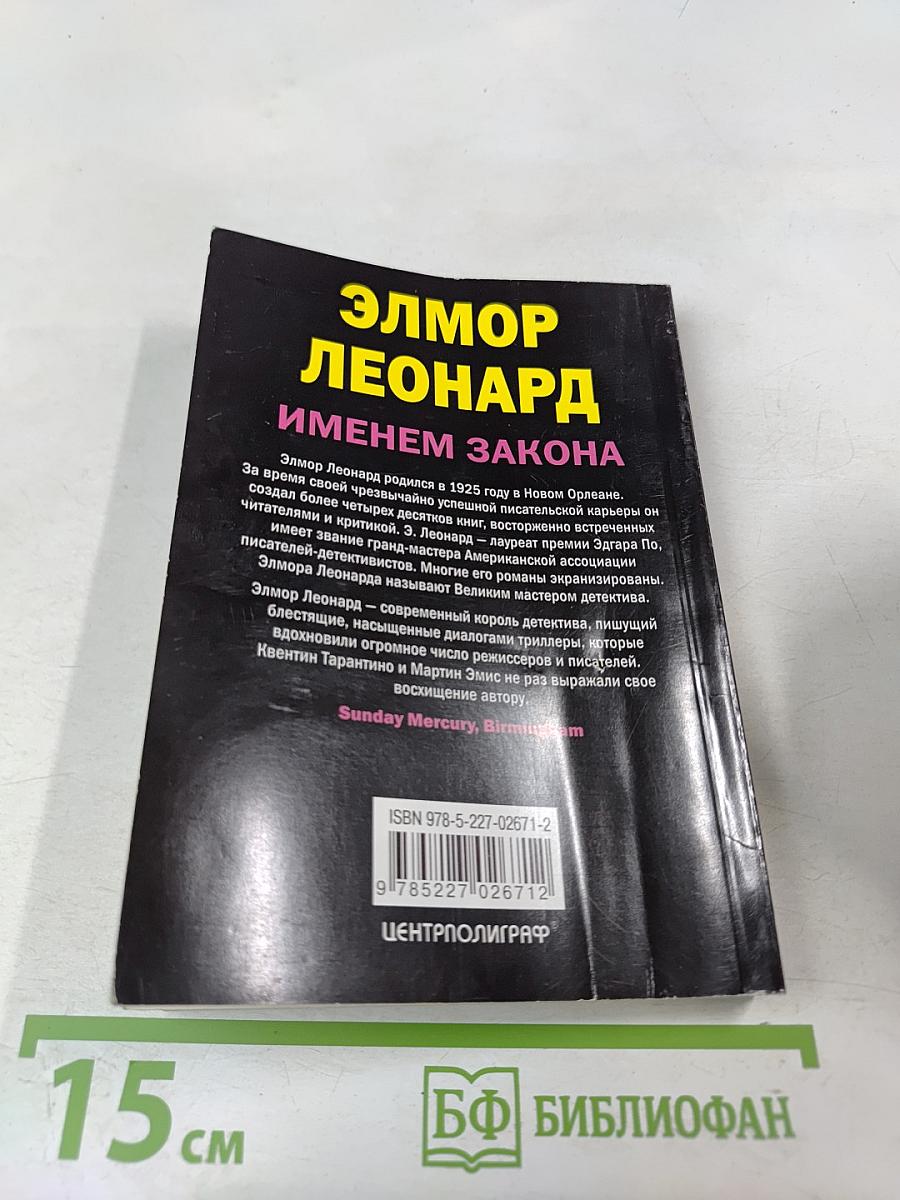 ЭЛМОР
ЛЕОНАРД
ИМЕНЕМ ЗАКОНА
Элмор Леонард родился в 1925 году в Новом Орлеане.
За время своей чрезвычайно успешной писательской карьеры он
создал более четырех десятков книг, восторженно встреченных
читателями и критикой. Э. Леонард — лауреат премии Эдгара По,
имеет звание гранд-мастера Американской ассоциации
писателей-детективистов. Многие его романы экранизированы.
Элмора Леонарда называют Великим мастером детектива.
Элмор Леонард — современный король детектива, пишущий
блестящие, насыщенные диалогами триллеры, которые
вдохновили огромное число режиссеров и писателей.
Квентин Тарантино и Мартин Эмис не раз выражали свое
восхищение автору.
Sunday Mercury, Birmingham
ISBN 978-5-227-02671-2
9 785227 026712
ЦЕНТРПОЛИГРАФ
15 см
БФ БИБЛИОФАН